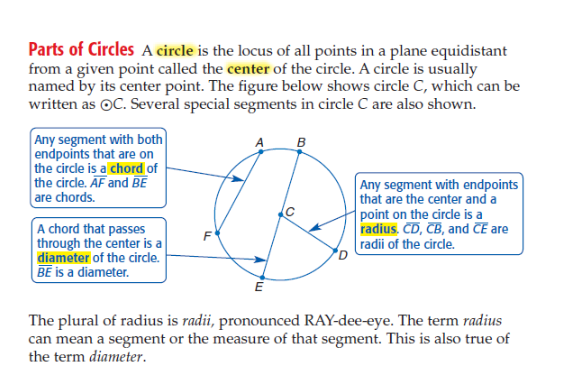 Parts of Circles A circle is the locus of all points in a plane equidistant
from a given point called the center of the circle. A circle is usually
named by its center point. The figure below shows circle C, which can be
written as ⊙C. Several special segments in circle C are also shown.
Any segment with both
endpoints that are on
the circle is a chord of
the circle. A̅F̅ and B̅E̅
are chords.
A chord that passes
through the center is a
diameter of the circle.
B̅E̅ is a diameter.
A
B
C
F
D
E
Any segment with endpoints
that are the center and a
point on the circle is a
radius. C̅D̅, C̅B̅, and C̅E̅ are
radii of the circle.
The plural of radius is radii, pronounced RAY-dee-eye. The term radius
can mean a segment or the measure of that segment. This is also true of
the term diameter.